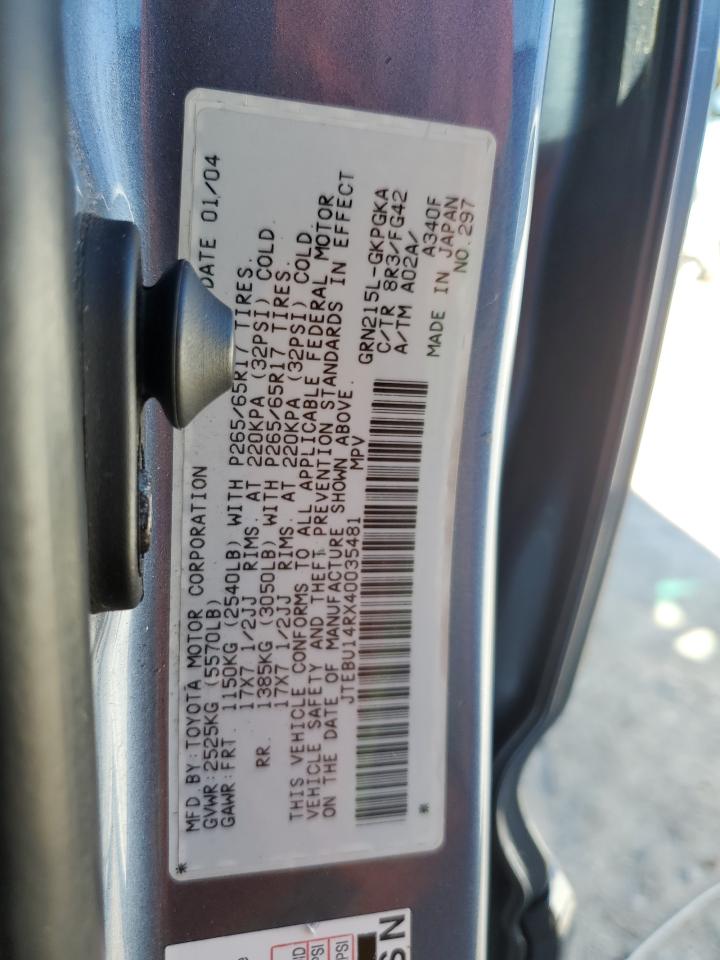 MFD BY: TOYOTA MOTOR CORPORATION DATE 01/04
GVWR: 2525KG (5570LB)
GAWR: FRT. 1150KG (2540LB) WITH P265/65R17 TIRES.
17X7 1/2JJ RIMS. AT 220KPA (32PSI) COLD.
RR. 1385KG (3050LB) WITH P265/65R17 TIRES.
17X7 1/2JJ RIMS. AT 220KPA (32PSI) COLD.
THIS VEHICLE CONFORMS TO ALL APPLICABLE FEDERAL MOTOR
VEHICLE SAFETY AND THEFT PREVENTION STANDARDS IN EFFECT
ON THE DATE OF MANUFACTURE SHOWN ABOVE.
JTEBU14RX40035481 MPV
GRN215L-GKPGKA
C/TR 8R3/FG42
A/TM A02A/ A340F
MADE IN JAPAN
NO.297
* *
PSI
PSI
SN